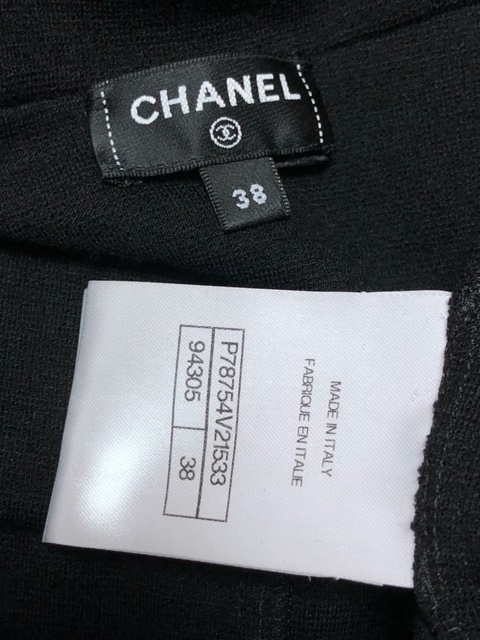 CHANEL
38
MADE IN ITALY
FABRIQUE EN ITALIE
P78754V21533
94305 38